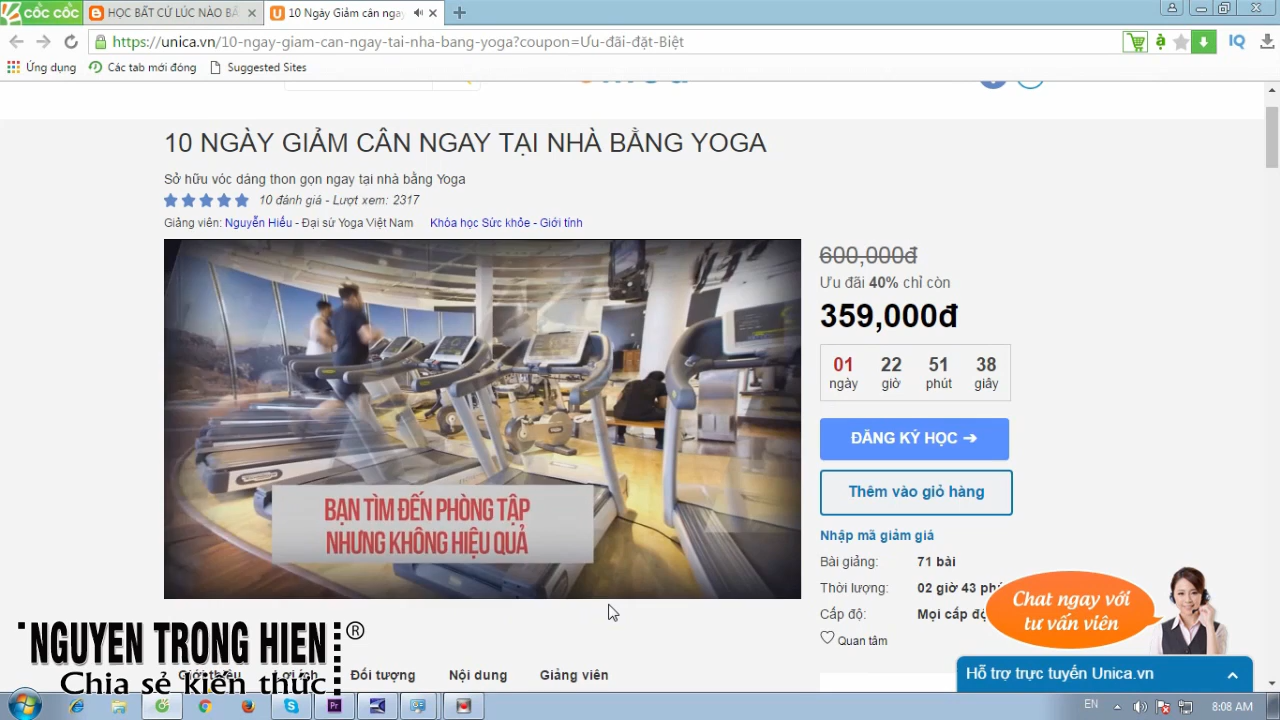 cốc cốc
HỌC BẤT CỨ LÚC NÀO BẠ
10 Ngày Giảm cân ngay
https://unica.vn/10-ngay-giam-can-ngay-tai-nha-bang-yoga?coupon=Ưu-đãi-đặt-Biệt
IQ
Ứng dụng
Các tab mới đóng
Suggested Sites
10 NGÀY GIẢM CÂN NGAY TẠI NHÀ BẰNG YOGA
Sở hữu vóc dáng thon gọn ngay tại nhà bằng Yoga
10 đánh giá - Lượt xem: 2317
Giảng viên: Nguyễn Hiếu - Đại sứ Yoga Việt Nam Khóa học Sức khỏe - Giới tính
BẠN TÌM ĐẾN PHÒNG TẬP
NHƯNG KHÔNG HIỆU QUẢ
600,000đ
Ưu đãi 40% chỉ còn
359,000đ
01 22 51 38
ngày giờ phút giây
ĐĂNG KÝ HỌC ➔
Thêm vào giỏ hàng
Nhập mã giảm giá
Bài giảng: 71 bài
Thời lượng: 02 giờ 43 phú
Cấp độ: Mọi cấp độ
Quan tâm
Chat ngay với
tư vấn viên
Hỗ trợ trực tuyến Unica.vn
NGUYEN TRONG HIEN ®
Chia sẻ kiến thức
Giới thiệu Lợi ích Đối tượng Nội dung Giảng viên
EN
8:08 AM